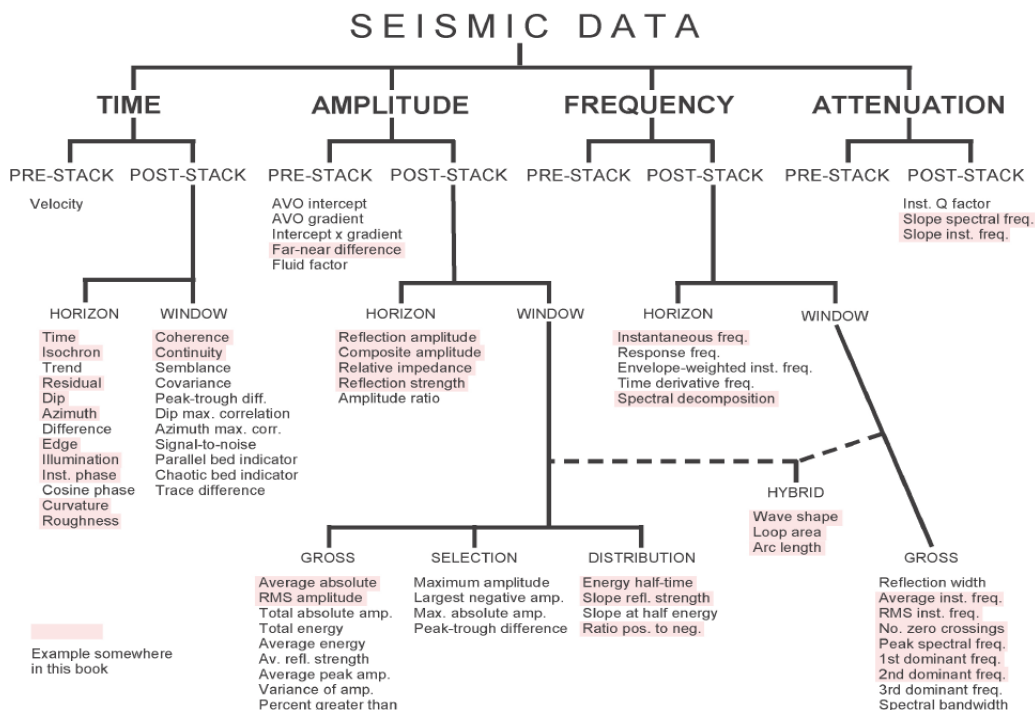 SEISMIC DATA
TIME
AMPLITUDE
FREQUENCY
ATTENUATION
PRE-STACK
POST-STACK
PRE-STACK
POST-STACK
PRE-STACK
POST-STACK
PRE-STACK
POST-STACK
Velocity
AVO intercept
AVO gradient
Intercept x gradient
Far-near difference
Fluid factor
Inst. Q factor
Slope spectral freq.
Slope inst. freq.
HORIZON
Time
Isochron
Trend
Residual
Dip
Azimuth
Difference
Edge
Illumination
Inst. phase
Cosine phase
Curvature
Roughness
WINDOW
Coherence
Continuity
Semblance
Covariance
Peak-trough diff.
Dip max. correlation
Azimuth max. corr.
Signal-to-noise
Parallel bed indicator
Chaotic bed indicator
Trace difference
HORIZON
Reflection amplitude
Composite amplitude
Relative impedance
Reflection strength
Amplitude ratio
WINDOW
HORIZON
Instantaneous freq.
Response freq.
Envelope-weighted inst. freq.
Time derivative freq.
Spectral decomposition
WINDOW
HYBRID
Wave shape
Loop area
Arc length
GROSS
Average absolute
RMS amplitude
Total absolute amp.
Total energy
Average energy
Av. refl. strength
Average peak amp.
Variance of amp.
Percent greater than
SELECTION
Maximum amplitude
Largest negative amp.
Max. absolute amp.
Peak-trough difference
DISTRIBUTION
Energy half-time
Slope refl. strength
Slope at half energy
Ratio pos. to neg.
GROSS
Reflection width
Average inst. freq.
RMS inst. freq.
No. zero crossings
Peak spectral freq.
1st dominant freq.
2nd dominant freq.
3rd dominant freq.
Spectral bandwidth
Example somewhere
in this book